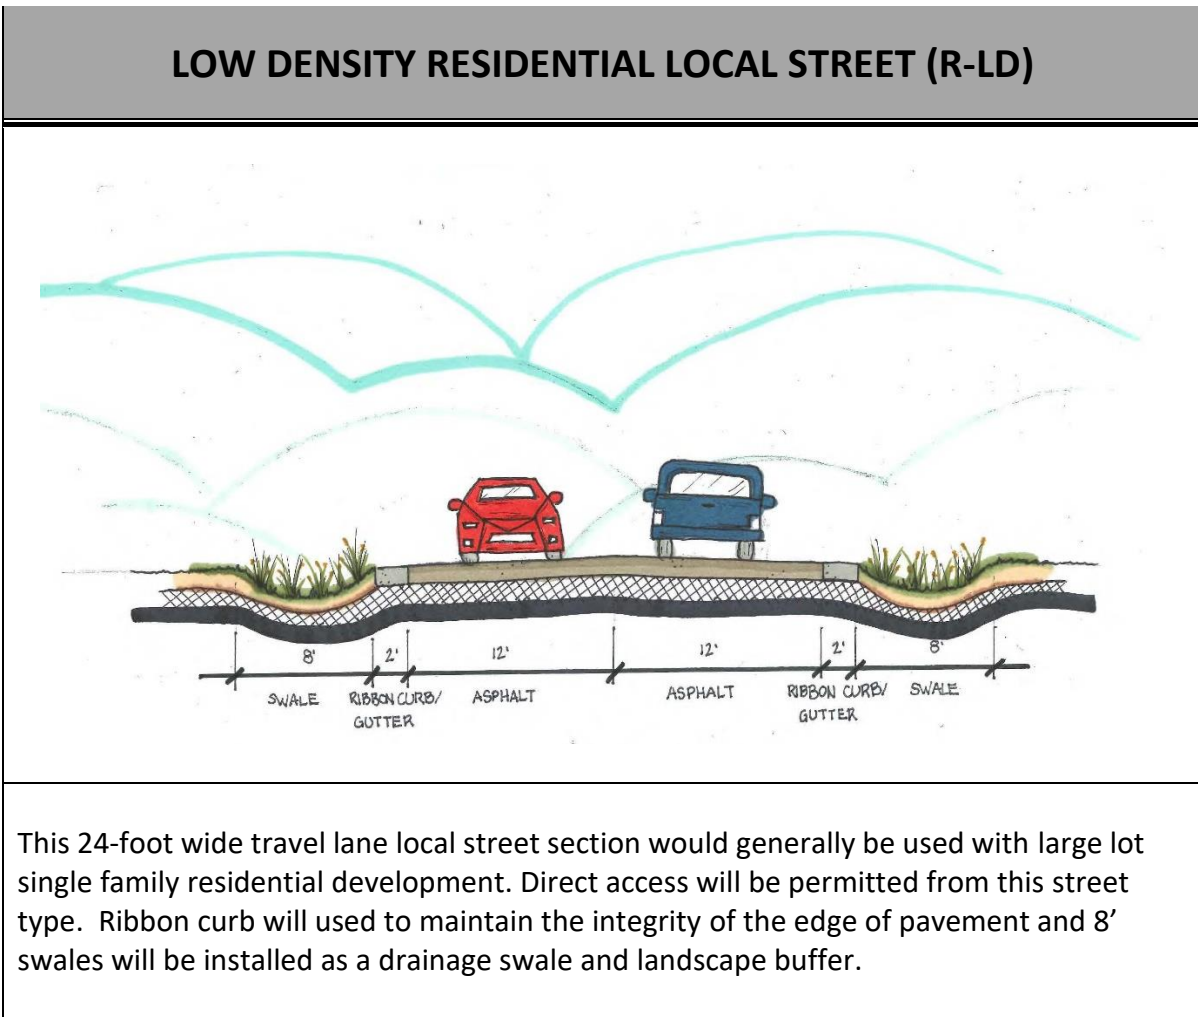 LOW DENSITY RESIDENTIAL LOCAL STREET (R-LD)
8' 2' 12' 12' 2' 8'
SWALE RIBBON CURB/ ASPHALT ASPHALT RIBBON CURB/ SWALE
GUTTER GUTTER
This 24-foot wide travel lane local street section would generally be used with large lot
single family residential development. Direct access will be permitted from this street
type.  Ribbon curb will used to maintain the integrity of the edge of pavement and 8’
swales will be installed as a drainage swale and landscape buffer.